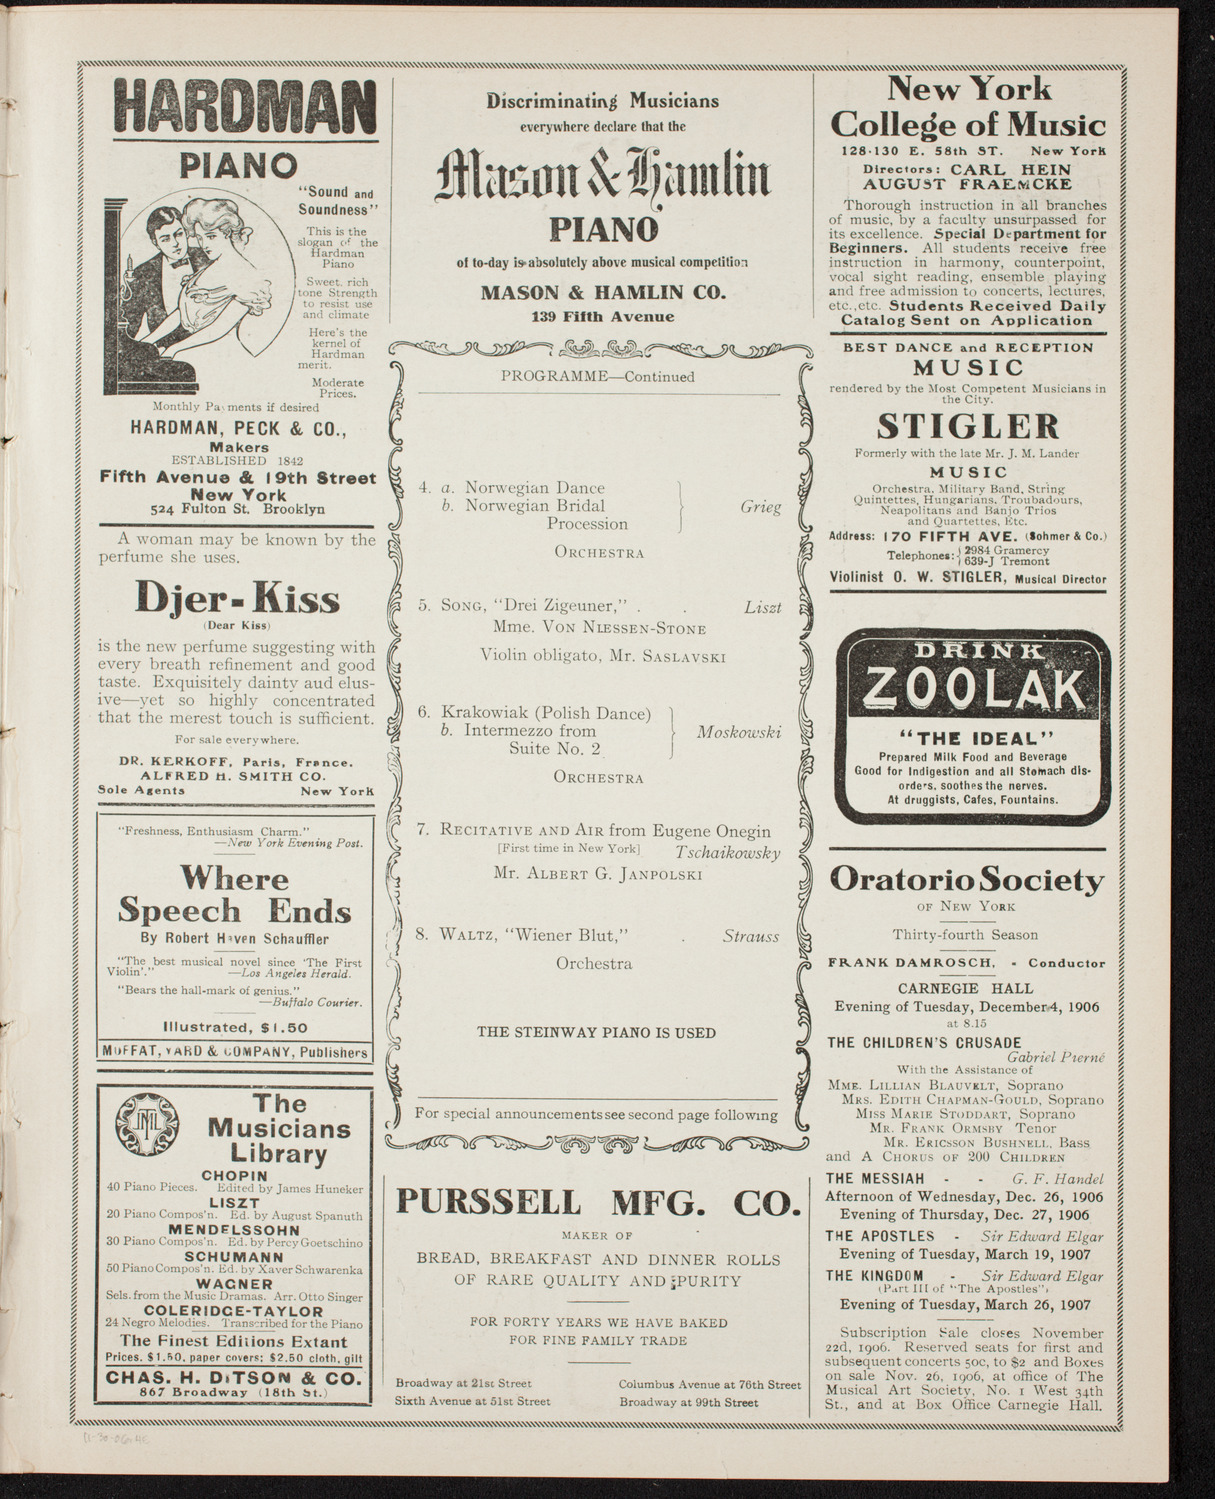 HARDMAN
PIANO
"Sound and
Soundness"
This is the
slogan of the
Hardman
Piano
Sweet, rich
tone Strength
to resist use
and climate
Here's the
kernel of
Hardman
merit.
Moderate
Prices.
Monthly Payments if desired
HARDMAN, PECK & CO.,
Makers
ESTABLISHED 1842
Fifth Avenue & 19th Street
New York
524 Fulton St. Brooklyn
A woman may be known by the
perfume she uses.
Djer-Kiss
(Dear Kiss)
is the new perfume suggesting with
every breath refinement and good
taste. Exquisitely dainty aud elus-
ive—yet so highly concentrated
that the merest touch is sufficient.
For sale everywhere.
DR. KERKOFF, Paris, France.
ALFRED H. SMITH CO.
Sole Agents New York
"Freshness, Enthusiasm Charm."
—New York Evening Post.
Where
Speech Ends
By Robert Haven Schauffler
"The best musical novel since 'The First
Violin'." —Los Angeles Herald.
"Bears the hall-mark of genius."
—Buffalo Courier.
Illustrated, $1.50
MOFFAT, YARD & COMPANY, Publishers
The
Musicians
Library
CHOPIN
40 Piano Pieces. Edited by James Huneker
LISZT
20 Piano Compos'n. Ed. by August Spanuth
MENDELSSOHN
30 Piano Compos'n. Ed. by Percy Goetschino
SCHUMANN
50 Piano Compos'n. Ed. by Xaver Schwarenka
WAGNER
Sels. from the Music Dramas. Arr. Otto Singer
COLERIDGE-TAYLOR
24 Negro Melodies. Transcribed for the Piano
The Finest Editions Extant
Prices. $1.50, paper covers; $2.50 cloth, gilt
CHAS. H. DITSON & CO.
867 Broadway (18th St.)
Discriminating Musicians
everywhere declare that the
Mason & Hamlin
PIANO
of to-day is absolutely above musical competition
MASON & HAMLIN CO.
139 Fifth Avenue
PROGRAMME—Continued
4. a. Norwegian Dance
b. Norwegian Bridal Grieg
Procession
ORCHESTRA
5. SONG, "Drei Zigeuner," . . Liszt
Mme. VON NIESSEN-STONE
Violin obligato, Mr. SASLAVSKI
6. Krakowiak (Polish Dance)
b. Intermezzo from Moskowski
Suite No. 2
ORCHESTRA
7. RECITATIVE AND AIR from Eugene Onegin
[First time in New York] Tschaikowsky
Mr. ALBERT G. JANPOLSKI
8. WALTZ, "Wiener Blut," . Strauss
Orchestra
THE STEINWAY PIANO IS USED
For special announcements see second page following
PURSSELL MFG. CO.
MAKER OF
BREAD, BREAKFAST AND DINNER ROLLS
OF RARE QUALITY AND PURITY
FOR FORTY YEARS WE HAVE BAKED
FOR FINE FAMILY TRADE
Broadway at 21st Street Columbus Avenue at 76th Street
Sixth Avenue at 51st Street Broadway at 99th Street
New York
College of Music
128-130 E. 58th ST. New York
Directors: CARL HEIN
AUGUST FRAEMCKE
Thorough instruction in all branches
of music, by a faculty unsurpassed for
its excellence. Special Department for
Beginners. All students receive free
instruction in harmony, counterpoint,
vocal sight reading, ensemble playing
and free admission to concerts, lectures,
etc., etc. Students Received Daily
Catalog Sent on Application
BEST DANCE and RECEPTION
MUSIC
rendered by the Most Competent Musicians in
the City.
STIGLER
Formerly with the late Mr. J. M. Lander
MUSIC
Orchestra. Military Band, String
Quintettes, Hungarians, Troubadours,
Neapolitans and Banjo Trios
and Quartettes, Etc.
Address: 170 FIFTH AVE. (Sohmer & Co.)
Telephones: 2984 Gramercy
639-J Tremont
Violinist O. W. STIGLER, Musical Director
DRINK
ZOOLAK
"THE IDEAL"
Prepared Milk Food and Beverage
Good for Indigestion and all Stomach dis-
orders, soothes the nerves.
At druggists, Cafes, Fountains.
Oratorio Society
OF NEW YORK
Thirty-fourth Season
FRANK DAMROSCH, - Conductor
CARNEGIE HALL
Evening of Tuesday, December 4, 1906
at 8.15
THE CHILDREN'S CRUSADE
Gabriel Pierné
With the Assistance of
MME. LILLIAN BLAUVELT, Soprano
MRS. EDITH CHAPMAN-GOULD, Soprano
MISS MARIE STODDART, Soprano
MR. FRANK ORMSBY Tenor
MR. ERICSSON BUSHNELL, Bass
and A CHORUS OF 200 CHILDREN
THE MESSIAH - - G. F. Handel
Afternoon of Wednesday, Dec. 26, 1906
Evening of Thursday, Dec. 27, 1906
THE APOSTLES - Sir Edward Elgar
Evening of Tuesday, March 19, 1907
THE KINGDOM - Sir Edward Elgar
(Part III of "The Apostles")
Evening of Tuesday, March 26, 1907
Subscription Sale closes November
22d, 1906. Reserved seats for first and
subsequent concerts 50c, to $2 and Boxes
on sale Nov. 26, 1906, at office of The
Musical Art Society, No. 1 West 34th
St., and at Box Office Carnegie Hall.